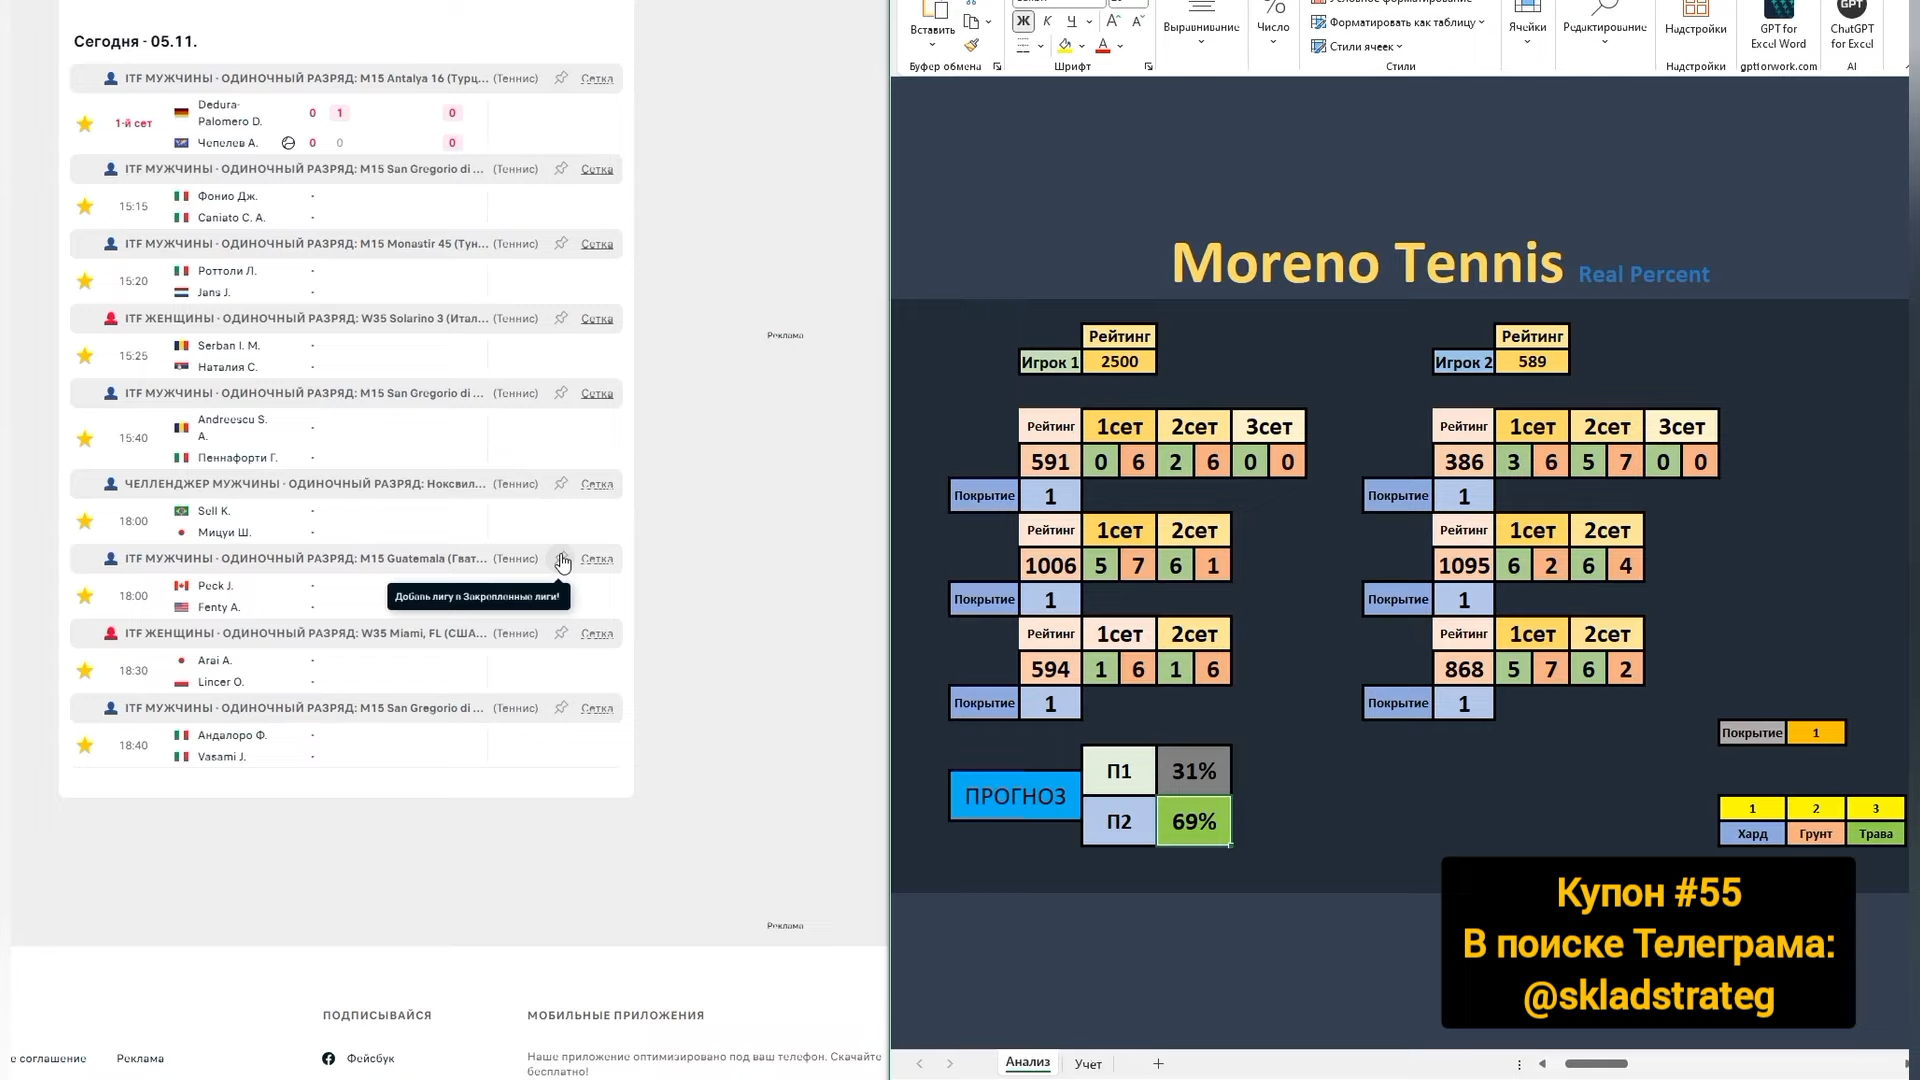 Сегодня - 05.11.
ITF МУЖЧИНЫ - ОДИНОЧНЫЙ РАЗРЯД: M15 Antalya 16 (Турц... (Теннис) Сетка
1-й сет
Dedura-
Palomero D. 0 1 0
Чепелев А. 0 0 0
ITF МУЖЧИНЫ - ОДИНОЧНЫЙ РАЗРЯД: M15 San Gregorio di ... (Теннис) Сетка
15:15
Фонио Дж. -
Caniato C. A. -
ITF МУЖЧИНЫ - ОДИНОЧНЫЙ РАЗРЯД: M15 Monastir 45 (Тун... (Теннис) Сетка
15:20
Роттоли Л. -
Jans J. -
ITF ЖЕНЩИНЫ - ОДИНОЧНЫЙ РАЗРЯД: W35 Solarino 3 (Итал... (Теннис) Сетка
15:25
Serban I. M. -
Наталия С. -
ITF МУЖЧИНЫ - ОДИНОЧНЫЙ РАЗРЯД: M15 San Gregorio di ... (Теннис) Сетка
15:40
Andreescu S.
A. -
Пеннафорти Г. -
ЧЕЛЛЕНДЖЕР МУЖЧИНЫ - ОДИНОЧНЫЙ РАЗРЯД: Ноксвил... (Теннис) Сетка
18:00
Sell K. -
Мицуи Ш. -
ITF МУЖЧИНЫ - ОДИНОЧНЫЙ РАЗРЯД: M15 Guatemala (Гват... (Теннис) Сетка
18:00
Peck J. -
Fenty A. -
Добавь лигу в Закрепленные лиги!
ITF ЖЕНЩИНЫ - ОДИНОЧНЫЙ РАЗРЯД: W35 Miami, FL (США... (Теннис) Сетка
18:30
Arai A. -
Lincer O. -
ITF МУЖЧИНЫ - ОДИНОЧНЫЙ РАЗРЯД: M15 San Gregorio di ... (Теннис) Сетка
18:40
Андалоро Ф. -
Vasami J. -
Реклама
Реклама
ПОДПИСЫВАЙСЯ
МОБИЛЬНЫЕ ПРИЛОЖЕНИЯ
е соглашение Реклама Фейсбук
Наше приложение оптимизировано под ваш телефон. Скачайте
бесплатно!
Вставить
Буфер обмена
Ж К Ч A A
Шрифт
Выравнивание
%
Число
Форматировать как таблицу
Стили ячеек
Стили
Ячейки
Редактирование
Надстройки
Надстройки
GPT for
Excel Word
gptforwork.com
GPT
ChatGPT
for Excel
AI
Moreno Tennis Real Percent
Рейтинг
Игрок 1 2500
Рейтинг
Игрок 2 589
Рейтинг 1сет 2сет 3сет
591 0 6 2 6 0 0
Покрытие 1
Рейтинг 1сет 2сет
1006 5 7 6 1
Покрытие 1
Рейтинг 1сет 2сет
594 1 6 1 6
Покрытие 1
Рейтинг 1сет 2сет 3сет
386 3 6 5 7 0 0
Покрытие 1
Рейтинг 1сет 2сет
1095 6 2 6 4
Покрытие 1
Рейтинг 1сет 2сет
868 5 7 6 2
Покрытие 1
Покрытие 1
ПРОГНОЗ
П1 31%
П2 69%
1 2 3
Хард Грунт Трава
Купон #55
В поиске Телеграма:
@skladstrateg
Анализ Учет +